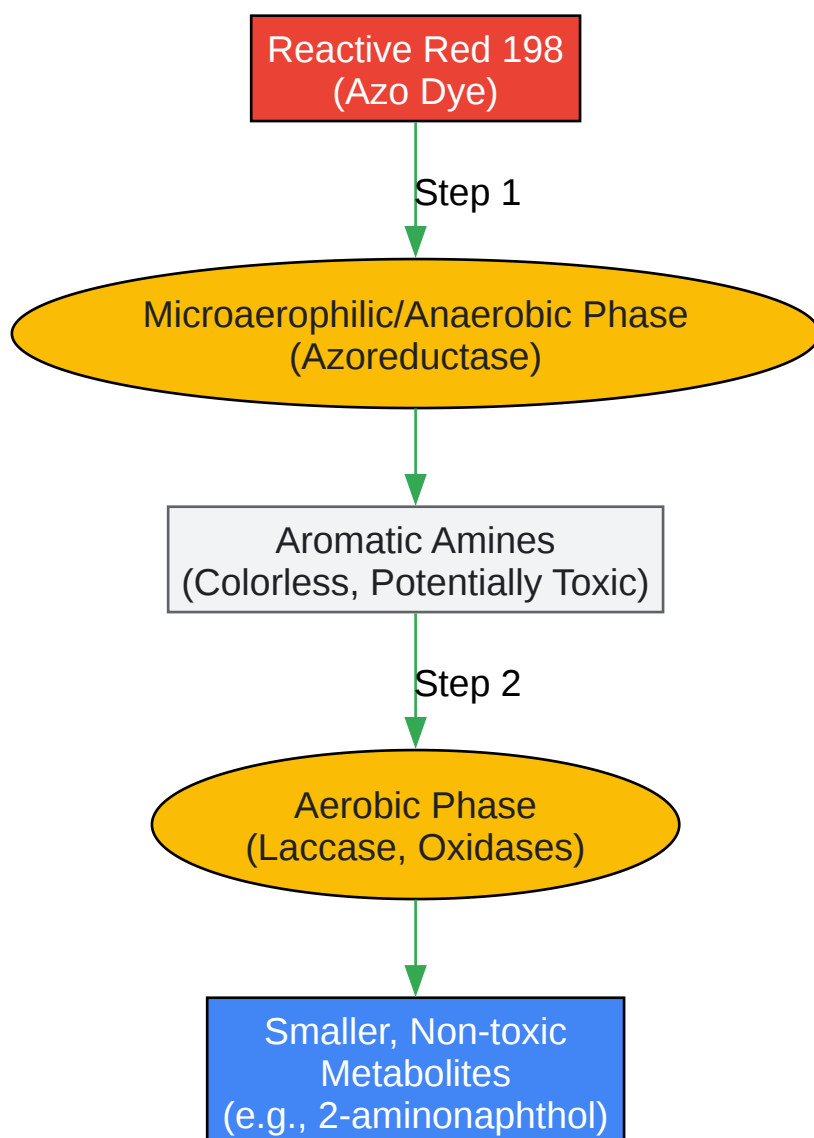 Reactive Red 198
(Azo Dye)
Step 1
Microaerophilic/Anaerobic Phase
(Azoreductase)
Aromatic Amines
(Colorless, Potentially Toxic)
Step 2
Aerobic Phase
(Laccase, Oxidases)
Smaller, Non-toxic
Metabolites
(e.g., 2-aminonaphthol)